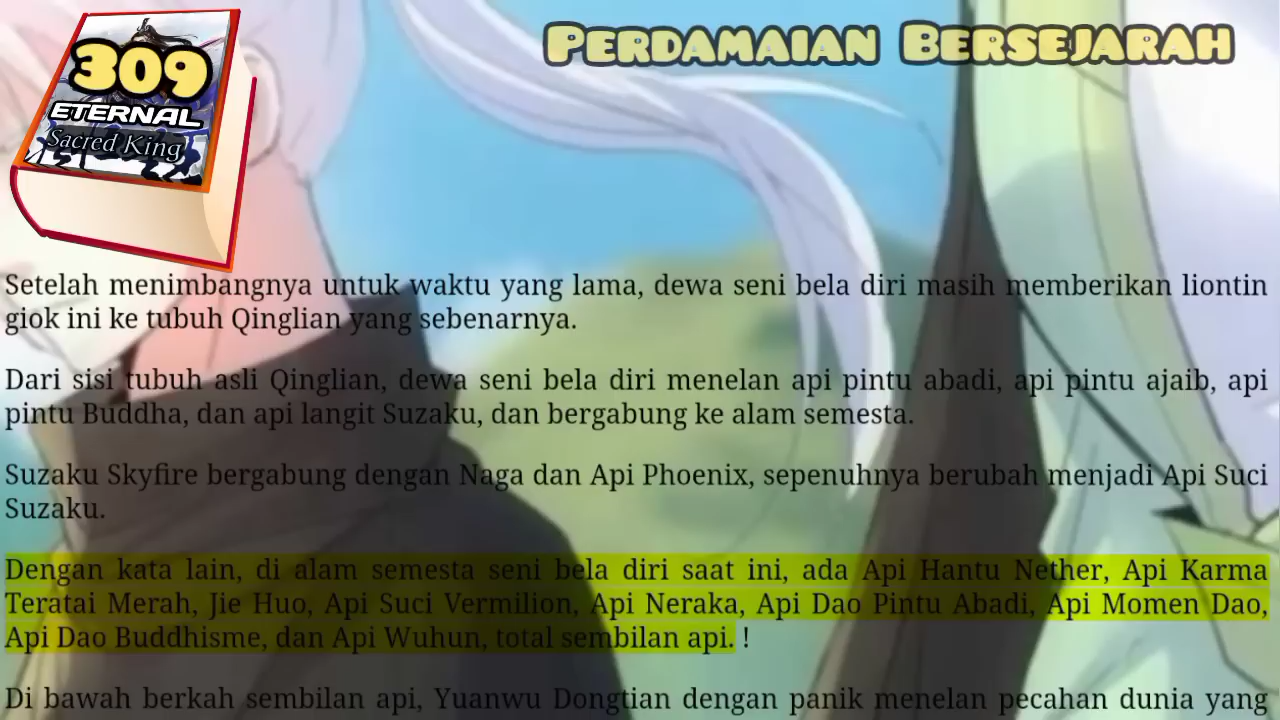 309
ETERNAL
Sacred King
PERDAMAIAN BERSEJARAH
Setelah menimbangnya untuk waktu yang lama, dewa seni bela diri masih memberikan liontin
giok ini ke tubuh Qinglian yang sebenarnya.
Dari sisi tubuh asli Qinglian, dewa seni bela diri menelan api pintu abadi, api pintu ajaib, api
pintu Buddha, dan api langit Suzaku, dan bergabung ke alam semesta.
Suzaku Skyfire bergabung dengan Naga dan Api Phoenix, sepenuhnya berubah menjadi Api Suci
Suzaku.
Dengan kata lain, di alam semesta seni bela diri saat ini, ada Api Hantu Nether, Api Karma
Teratai Merah, Jie Huo, Api Suci Vermilion, Api Neraka, Api Dao Pintu Abadi, Api Momen Dao,
Api Dao Buddhisme, dan Api Wuhun, total sembilan api. !
Di bawah berkah sembilan api, Yuanwu Dongtian dengan panik menelan pecahan dunia yang